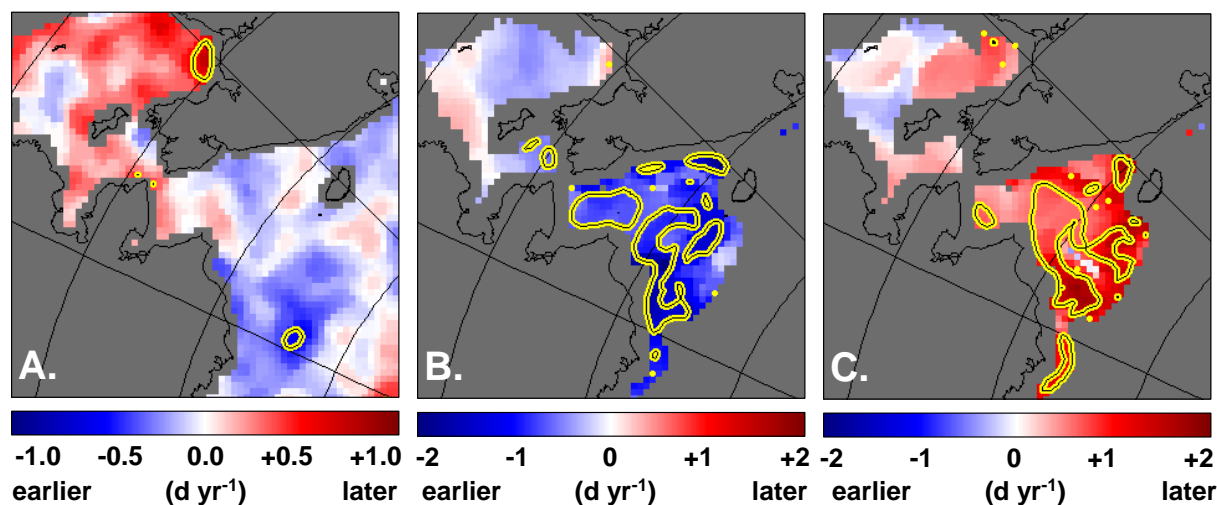 A. B. C.
-1.0 -0.5 0.0 +0.5 +1.0 -2 -1 0 +1 +2 -2 -1 0 +1 +2
earlier (d yr-1) later earlier (d yr-1) later earlier (d yr-1) later